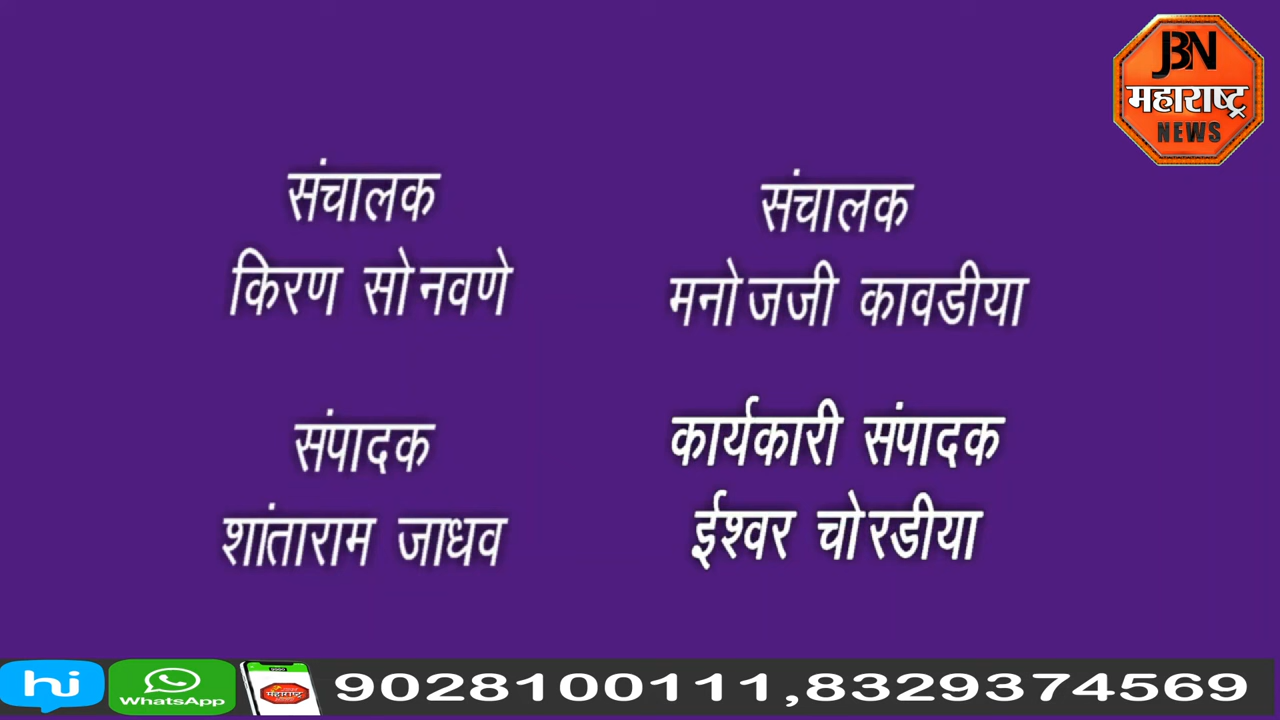 JBN
महाराष्ट्र
NEWS
संचालक
किरण सोनवणे
संचालक
मनोजजी कावडीया
संपादक
शांताराम जाधव
कार्यकारी संपादक
ईश्वर चोरडीया
hi
WhatsApp
महाराष्ट्र
9028100111,8329374569